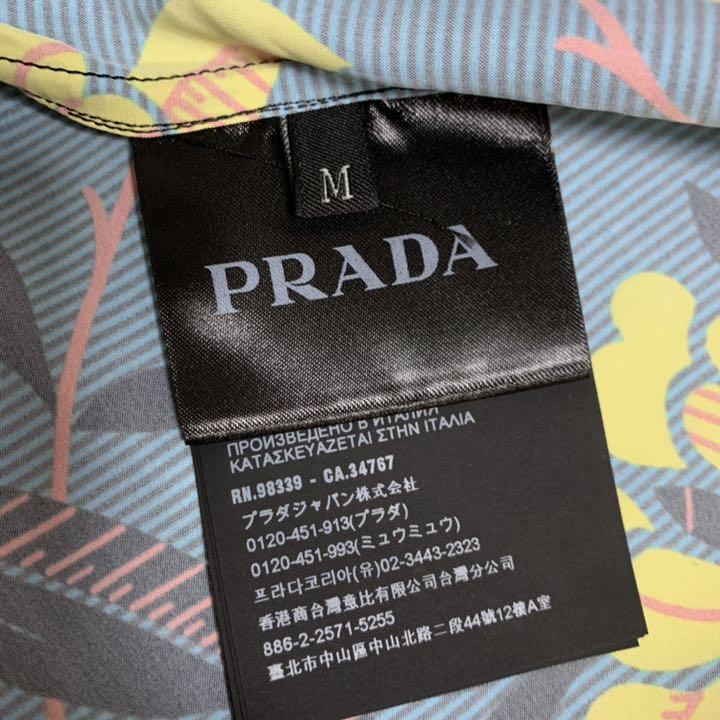 M
PRADA
ПРОИЗВЕДЕНО В ИТАЛИЯ
ΚΑΤΑΣΚΕΥΑΖΕΤΑΙ ΣΤΗΝ ΙΤΑΛΙΑ
RN.98339 - CA.34767
プラダジャパン株式会社
0120-451-913(プラダ)
0120-451-993(ミュウミュウ)
프라다코리아(유)02-3443-2323
香港商台灣普比有限公司台灣分公司
886-2-2571-5255
臺北市中山區中山北路二段44號12樓A室